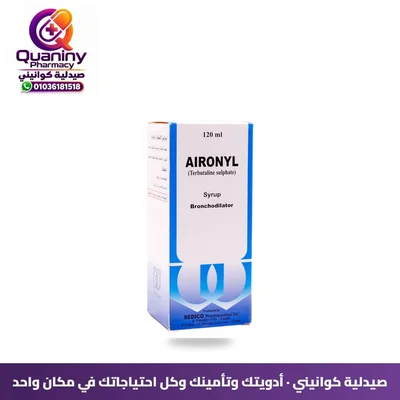 Quaniny
Pharmacy
صيدلية كوانيني
01036181518
120 ml
AIRONYL
(Terbutaline sulphate)
Syrup
Bronchodilator
SEDICO
صيدلية كوانيني - أدويتك وتأمينك وكل احتياجاتك في مكان واحد